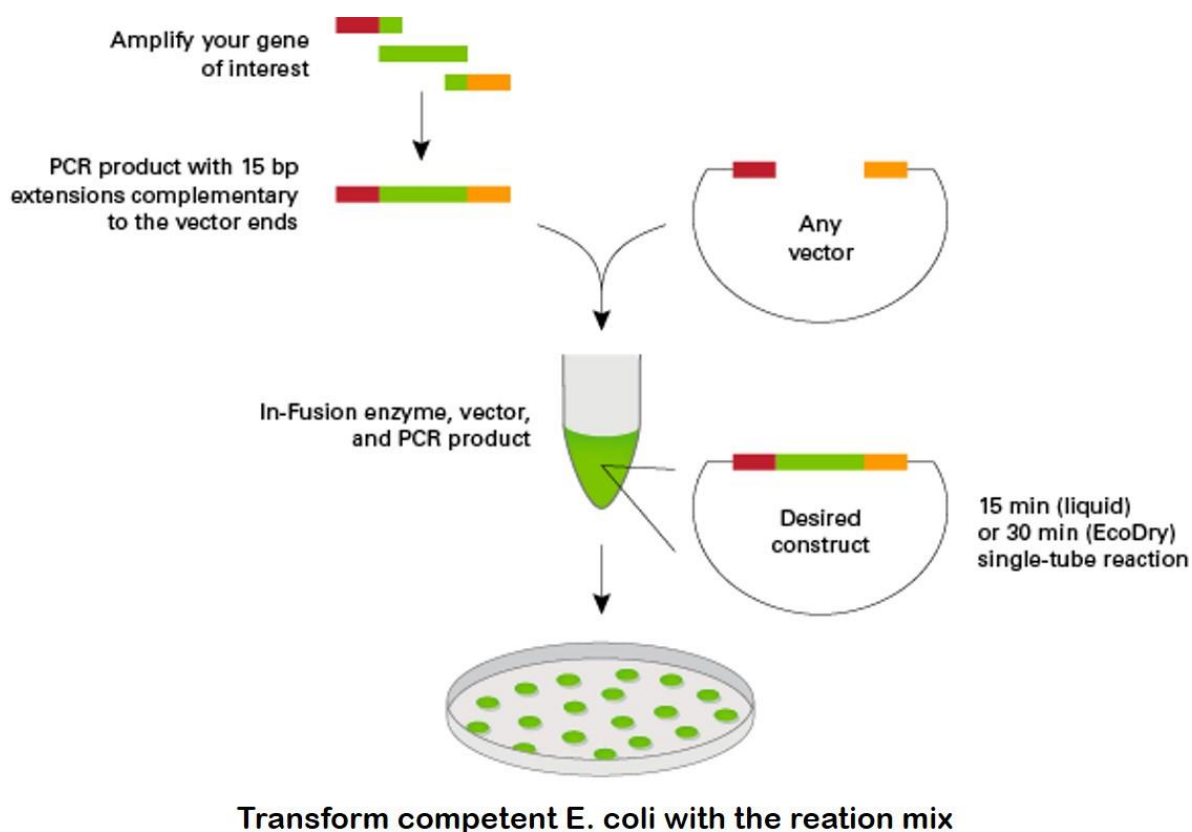 Amplify your gene
of interest
PCR product with 15 bp
extensions complementary
to the vector ends
Any
vector
In-Fusion enzyme, vector,
and PCR product
Desired
construct
15 min (liquid)
or 30 min (EcoDry)
single-tube reaction
Transform competent E. coli with the reation mix